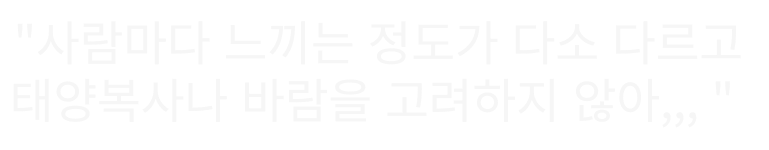 "사람마다 느끼는 정도가 다소 다르고
태양복사나 바람을 고려하지 않아,,, "